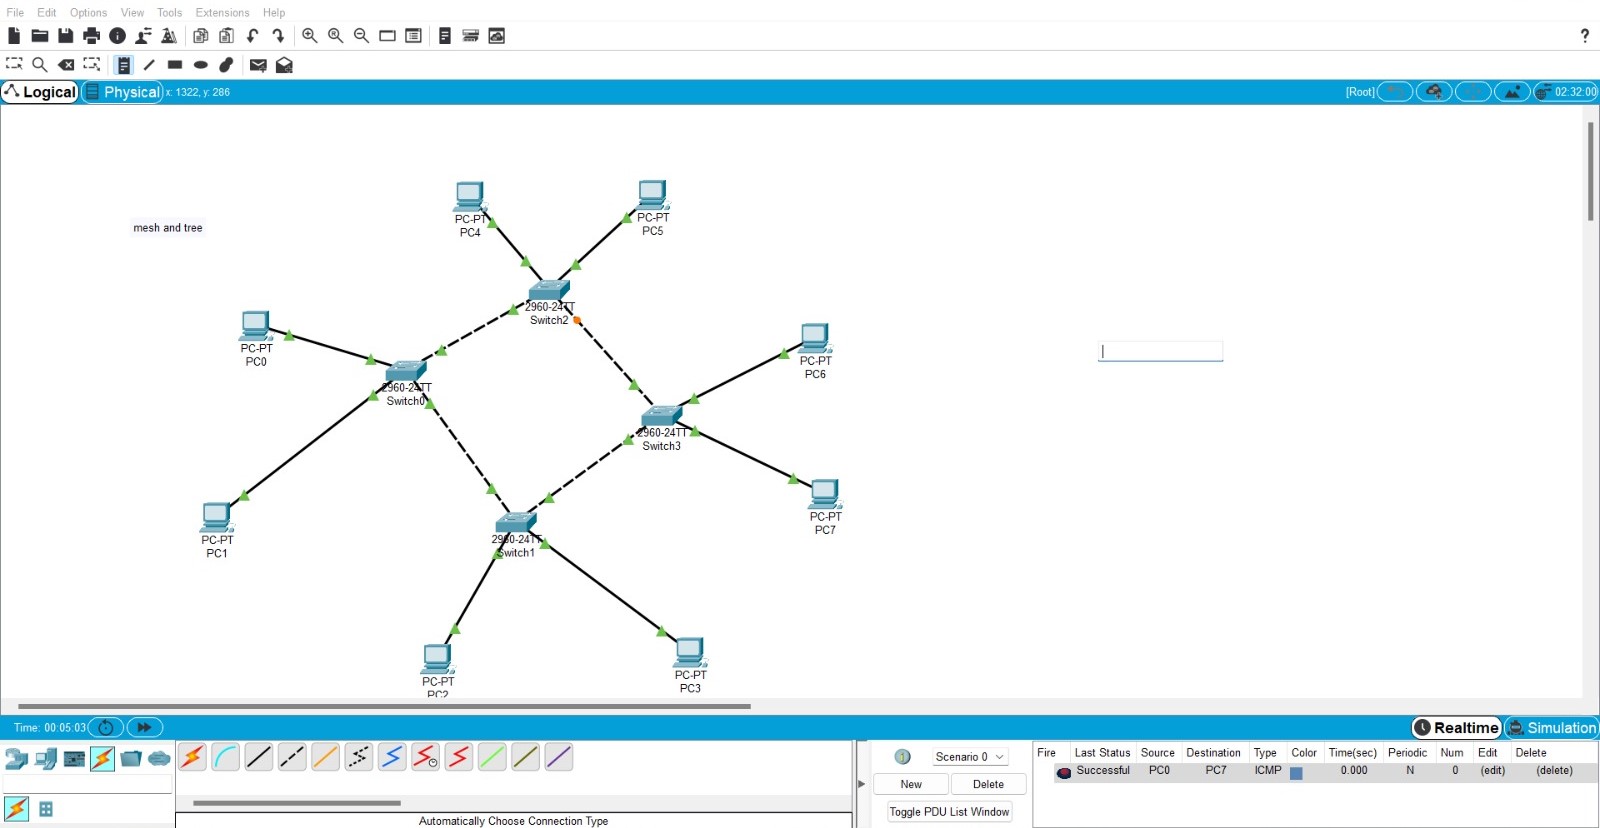 File Edit Options View Tools Extensions Help
?
Logical Physical x: 1322, y: 286 [Root] 02:32:00
mesh and tree
PC-PT
PC4
PC-PT
PC5
2960-24TT
Switch2
PC-PT
PC0
2960-24TT
Switch0
PC-PT
PC6
2960-24TT
Switch3
PC-PT
PC7
PC-PT
PC1
2960-24TT
Switch1
PC-PT
PC2
PC-PT
PC3
Time: 00:05:03 Realtime Simulation
Scenario 0
New Delete
Toggle PDU List Window
Fire Last Status Source Destination Type Color Time(sec) Periodic Num Edit Delete
Successful PC0 PC7 ICMP 0.000 N 0 (edit) (delete)
Automatically Choose Connection Type